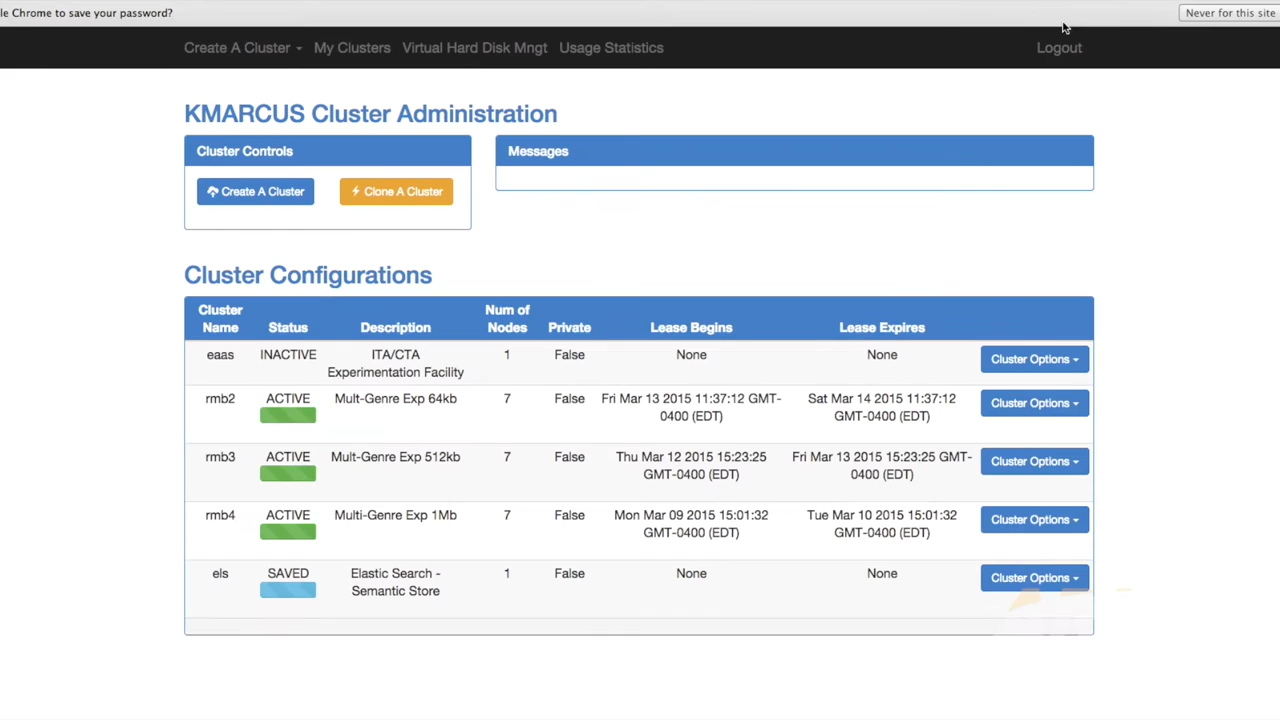 le Chrome to save your password?
Never for this site
Create A Cluster
My Clusters
Virtual Hard Disk Mngt
Usage Statistics
Logout
KMARCUS Cluster Administration
Cluster Controls
Messages
Create A Cluster
Clone A Cluster
Cluster Configurations
Cluster Name Status Description Num of Nodes Private Lease Begins Lease Expires
eaas INACTIVE ITA/CTA 1 False None None Cluster Options
Experimentation Facility
rmb2 ACTIVE Mult-Genre Exp 64kb 7 False Fri Mar 13 2015 11:37:12 GMT- Sat Mar 14 2015 11:37:12 Cluster Options
0400 (EDT) GMT-0400 (EDT)
rmb3 ACTIVE Mult-Genre Exp 512kb 7 False Thu Mar 12 2015 15:23:25 Fri Mar 13 2015 15:23:25 GMT- Cluster Options
GMT-0400 (EDT) 0400 (EDT)
rmb4 ACTIVE Multi-Genre Exp 1Mb 7 False Mon Mar 09 2015 15:01:32 Tue Mar 10 2015 15:01:32 Cluster Options
GMT-0400 (EDT) GMT-0400 (EDT)
els SAVED Elastic Search - 1 False None None Cluster Options
Semantic Store